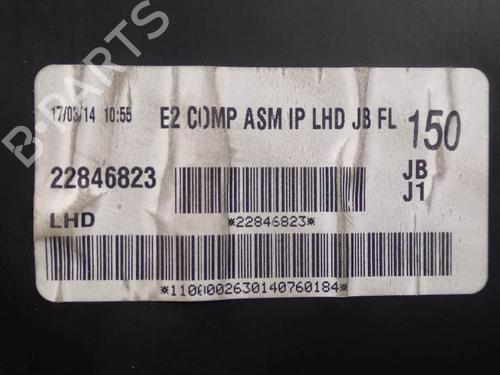 B-PARTS
17/03/14 10:55 E2 COMP ASM IP LHD JB FL 150
22846823 JB
J1
LHD *22846823*
*1100002630140760184*